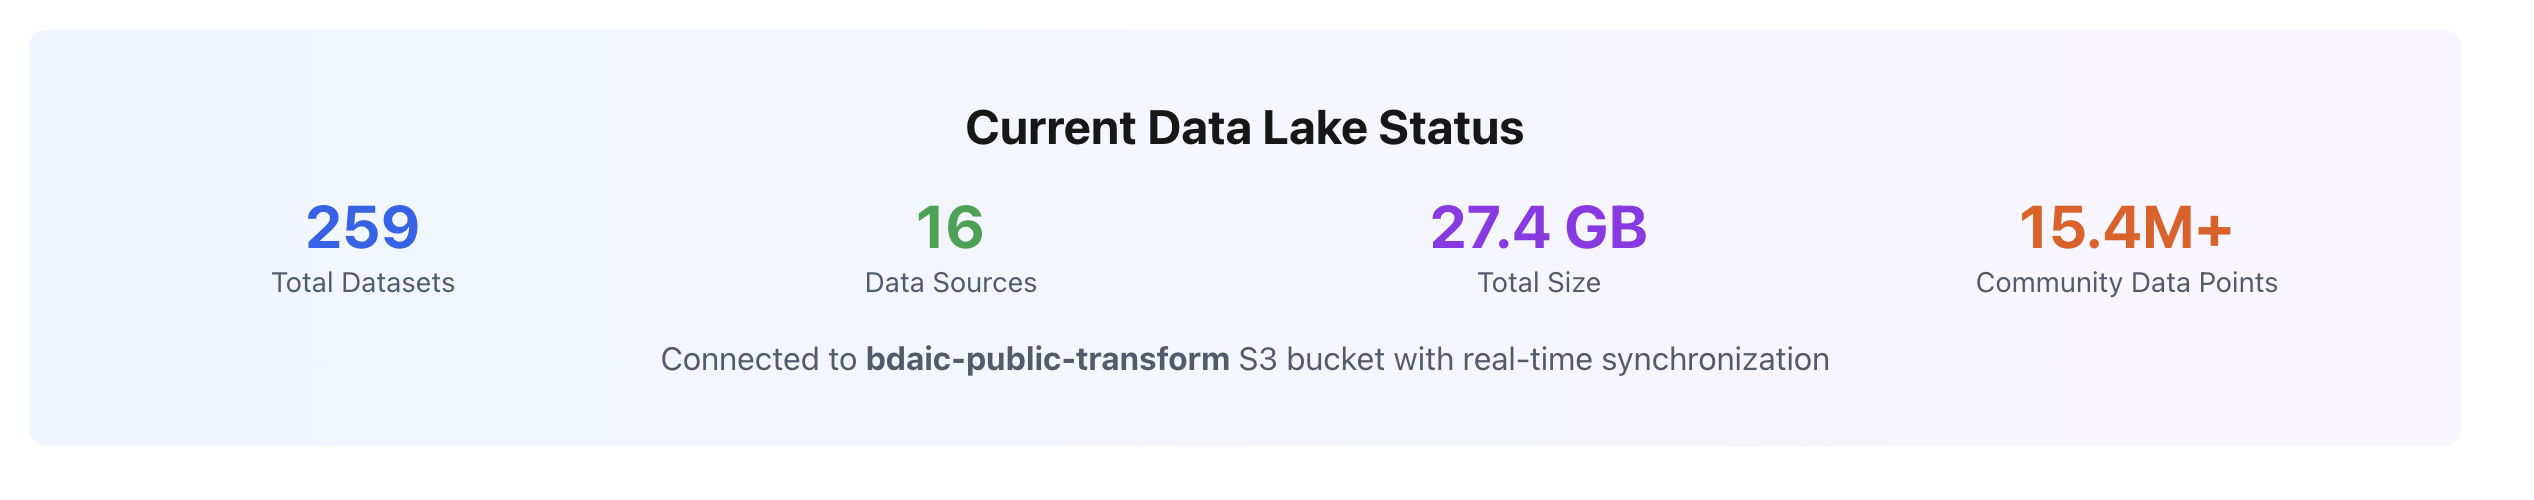 Current Data Lake Status
259
Total Datasets
16
Data Sources
27.4 GB
Total Size
15.4M+
Community Data Points
Connected to bdaic-public-transform S3 bucket with real-time synchronization